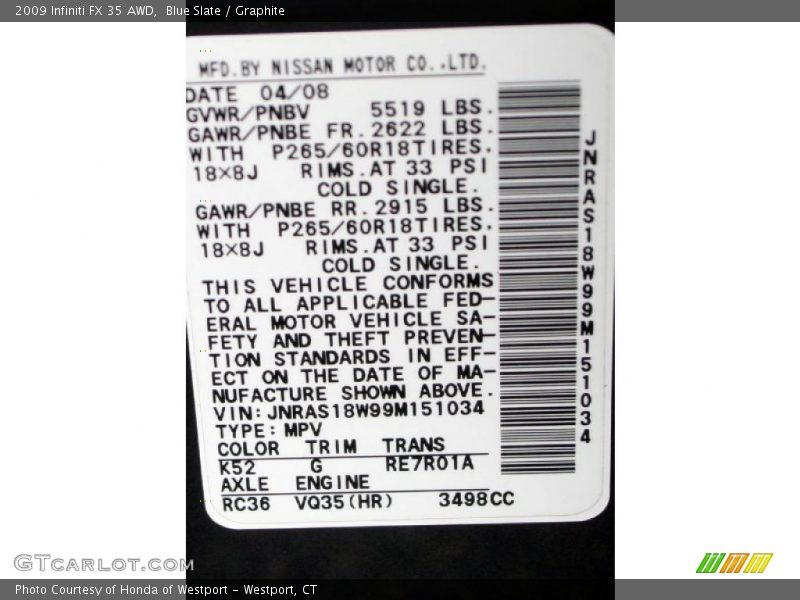 2009 Infiniti FX 35 AWD,  Blue Slate / Graphite
MFD.BY NISSAN MOTOR CO.,LTD.
DATE 04/08
GVWR/PNBV 5519 LBS.
GAWR/PNBE FR.2622 LBS.
WITH P265/60R18TIRES.
18×8J RIMS.AT 33 PSI
COLD SINGLE.
GAWR/PNBE RR.2915 LBS.
WITH P265/60R18TIRES.
18×8J RIMS.AT 33 PSI
COLD SINGLE.
THIS VEHICLE CONFORMS
TO ALL APPLICABLE FED-
ERAL MOTOR VEHICLE SA-
FETY AND THEFT PREVEN-
TION STANDARDS IN EFF-
ECT ON THE DATE OF MA-
NUFACTURE SHOWN ABOVE.
VIN:JNRAS18W99M151034
TYPE:MPV
COLOR TRIM TRANS
K52 G RE7R01A
AXLE ENGINE
RC36 VQ35(HR) 3498CC
JNRAS18W99M151034
GTCARLOT.COM
Photo Courtesy of Honda of Westport - Westport, CT